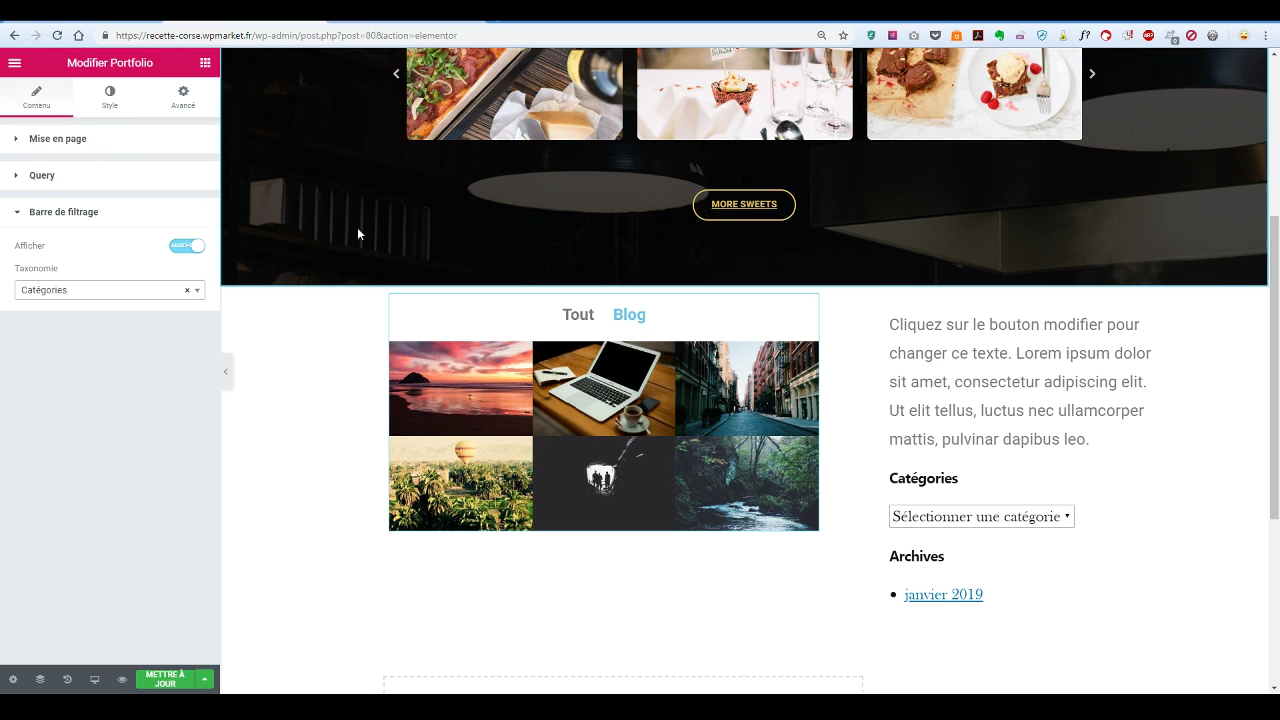 https://recette-corse.wpmarket.fr/wp-admin/post.php?post=80&action=elementor
Modifier Portfolio
Contenu
Style
Avancé
Mise en page
Query
Barre de filtrage
Afficher
Taxonomie
Catégories
METTRE À
JOUR
MORE SWEETS
Tout Blog
Cliquez sur le bouton modifier pour
changer ce texte. Lorem ipsum dolor
sit amet, consectetur adipiscing elit.
Ut elit tellus, luctus nec ullamcorper
mattis, pulvinar dapibus leo.
Catégories
Sélectionner une catégorie
Archives
janvier 2019